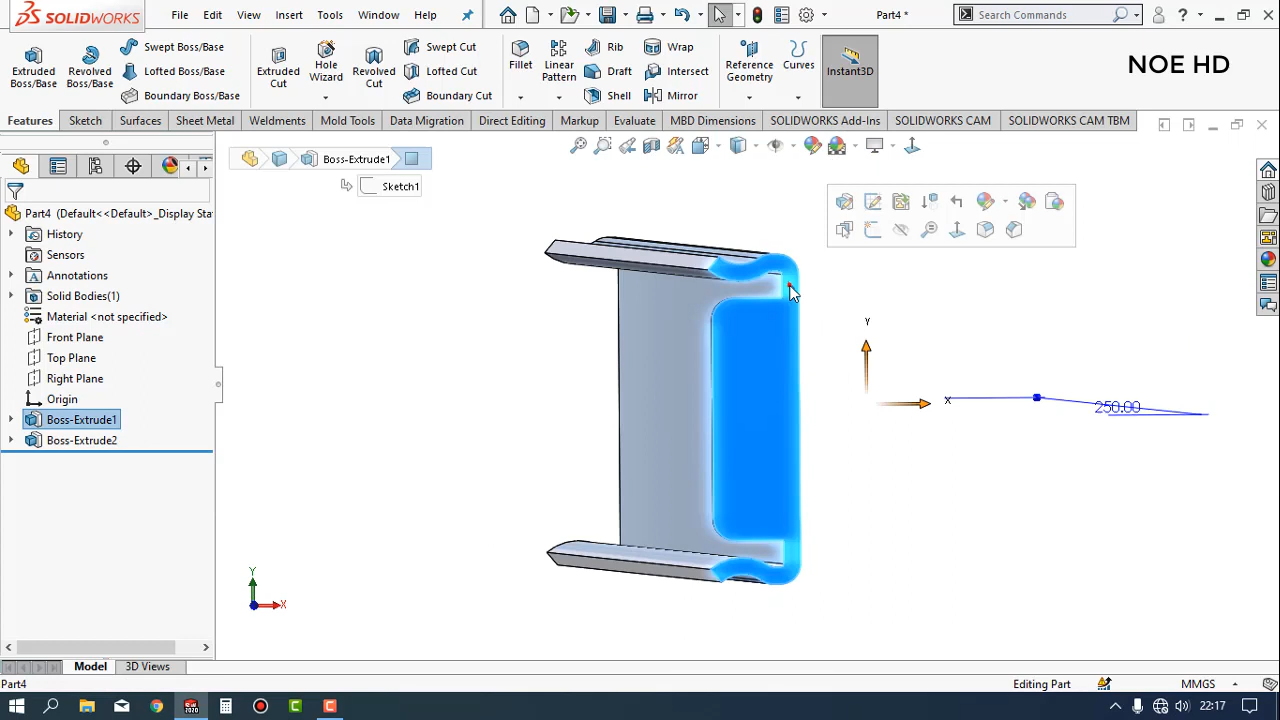 SOLIDWORKS
File
Edit
View
Insert
Tools
Window
Help
Part4 *
Search Commands
?
NOE HD
Extruded Boss/Base
Revolved Boss/Base
Swept Boss/Base
Lofted Boss/Base
Boundary Boss/Base
Extruded Cut
Hole Wizard
Revolved Cut
Swept Cut
Lofted Cut
Boundary Cut
Fillet
Linear Pattern
Rib
Draft
Shell
Wrap
Intersect
Mirror
Reference Geometry
Curves
Instant3D
Features
Sketch
Surfaces
Sheet Metal
Weldments
Mold Tools
Data Migration
Direct Editing
Markup
Evaluate
MBD Dimensions
SOLIDWORKS Add-Ins
SOLIDWORKS CAM
SOLIDWORKS CAM TBM
Boss-Extrude1
Sketch1
Part4 (Default<<Default>_Display Sta
History
Sensors
Annotations
Solid Bodies(1)
Material <not specified>
Front Plane
Top Plane
Right Plane
Origin
Boss-Extrude1
Boss-Extrude2
Y
X
250.00
Y
X
Model
3D Views
Part4
Editing Part
MMGS
22:17